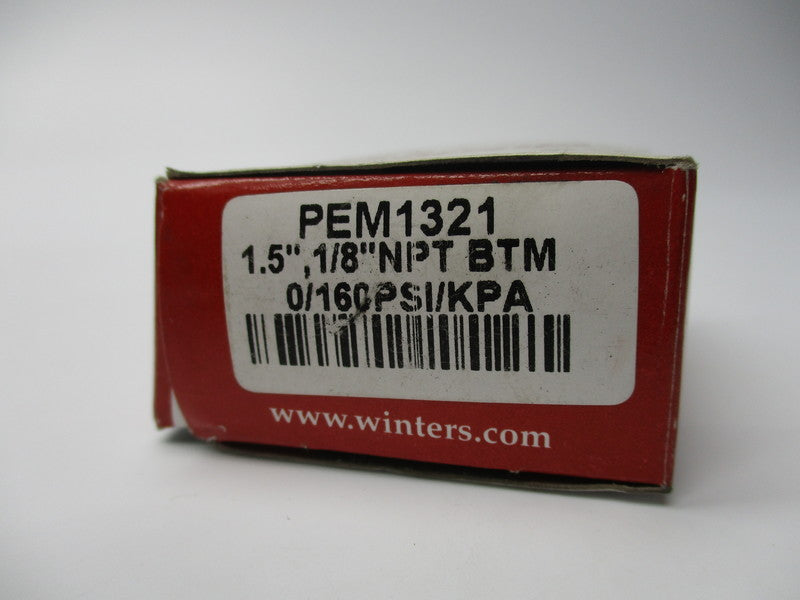 PEM1321
1.5",1/8"NPT BTM
0/160PSI/KPA
www.winters.com